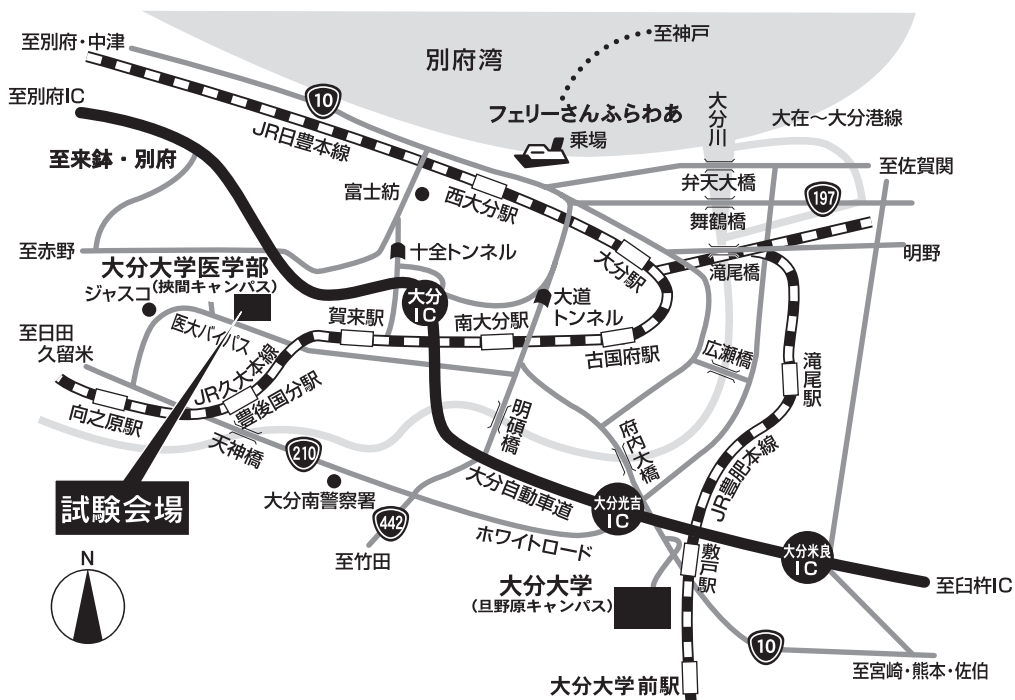 至別府・中津
別府湾
至神戸
至別府IC
10
フェリーさんふらわあ
乗場
大分川
大在～大分港線
JR日豊本線
至来鉢・別府
至佐賀関
弁天大橋
富士紡
西大分駅
197
舞鶴橋
至赤野
十全トンネル
大分駅
滝尾橋
明野
大分大学医学部
(挾間キャンパス)
ジャスコ
大分
IC
大道
トンネル
賀来駅
南大分駅
至日田
久留米
医大バイパス
古国府駅
広瀬橋
滝尾駅
JR久大本線
豊後国分駅
向之原駅
天神橋
明磧橋
府内大橋
210
JR豊肥本線
大分南警察署
大分自動車道
試験会場
大分光吉
IC
442
ホワイトロード
至竹田
敷戸駅
大分米良
IC
N
大分大学
(旦野原キャンパス)
至臼杵IC
10
至宮崎・熊本・佐伯
大分大学前駅